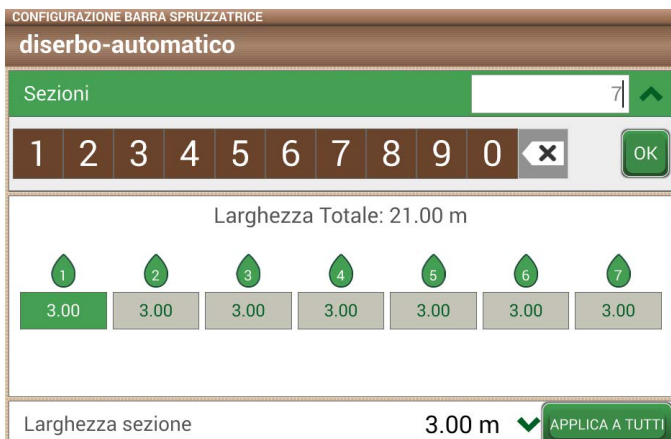 CONFIGURAZIONE BARRA SPRUZZATRICE
diserbo-automatico
Sezioni 7
1 2 3 4 5 6 7 8 9 0 OK
Larghezza Totale: 21.00 m
1 2 3 4 5 6 7
3.00 3.00 3.00 3.00 3.00 3.00 3.00
Larghezza sezione 3.00 m APPLICA A TUTTI